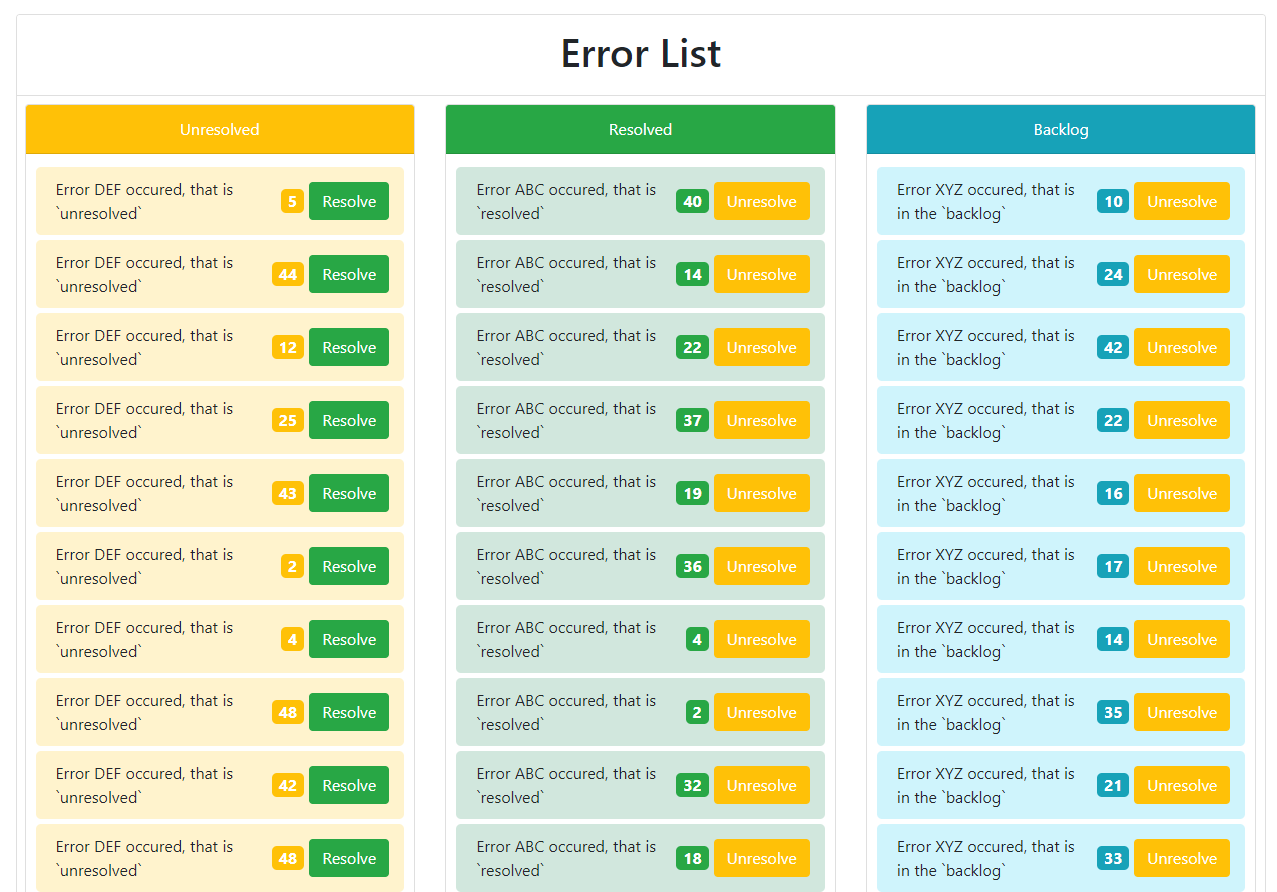 Error List
Unresolved
Error DEF occured, that is
`unresolved`
5 Resolve
Error DEF occured, that is
`unresolved`
44 Resolve
Error DEF occured, that is
`unresolved`
12 Resolve
Error DEF occured, that is
`unresolved`
25 Resolve
Error DEF occured, that is
`unresolved`
43 Resolve
Error DEF occured, that is
`unresolved`
2 Resolve
Error DEF occured, that is
`unresolved`
4 Resolve
Error DEF occured, that is
`unresolved`
48 Resolve
Error DEF occured, that is
`unresolved`
42 Resolve
Error DEF occured, that is
`unresolved`
48 Resolve
Resolved
Error ABC occured, that is
`resolved`
40 Unresolve
Error ABC occured, that is
`resolved`
14 Unresolve
Error ABC occured, that is
`resolved`
22 Unresolve
Error ABC occured, that is
`resolved`
37 Unresolve
Error ABC occured, that is
`resolved`
19 Unresolve
Error ABC occured, that is
`resolved`
36 Unresolve
Error ABC occured, that is
`resolved`
4 Unresolve
Error ABC occured, that is
`resolved`
2 Unresolve
Error ABC occured, that is
`resolved`
32 Unresolve
Error ABC occured, that is
`resolved`
18 Unresolve
Backlog
Error XYZ occured, that is
in the `backlog`
10 Unresolve
Error XYZ occured, that is
in the `backlog`
24 Unresolve
Error XYZ occured, that is
in the `backlog`
42 Unresolve
Error XYZ occured, that is
in the `backlog`
22 Unresolve
Error XYZ occured, that is
in the `backlog`
16 Unresolve
Error XYZ occured, that is
in the `backlog`
17 Unresolve
Error XYZ occured, that is
in the `backlog`
14 Unresolve
Error XYZ occured, that is
in the `backlog`
35 Unresolve
Error XYZ occured, that is
in the `backlog`
21 Unresolve
Error XYZ occured, that is
in the `backlog`
33 Unresolve